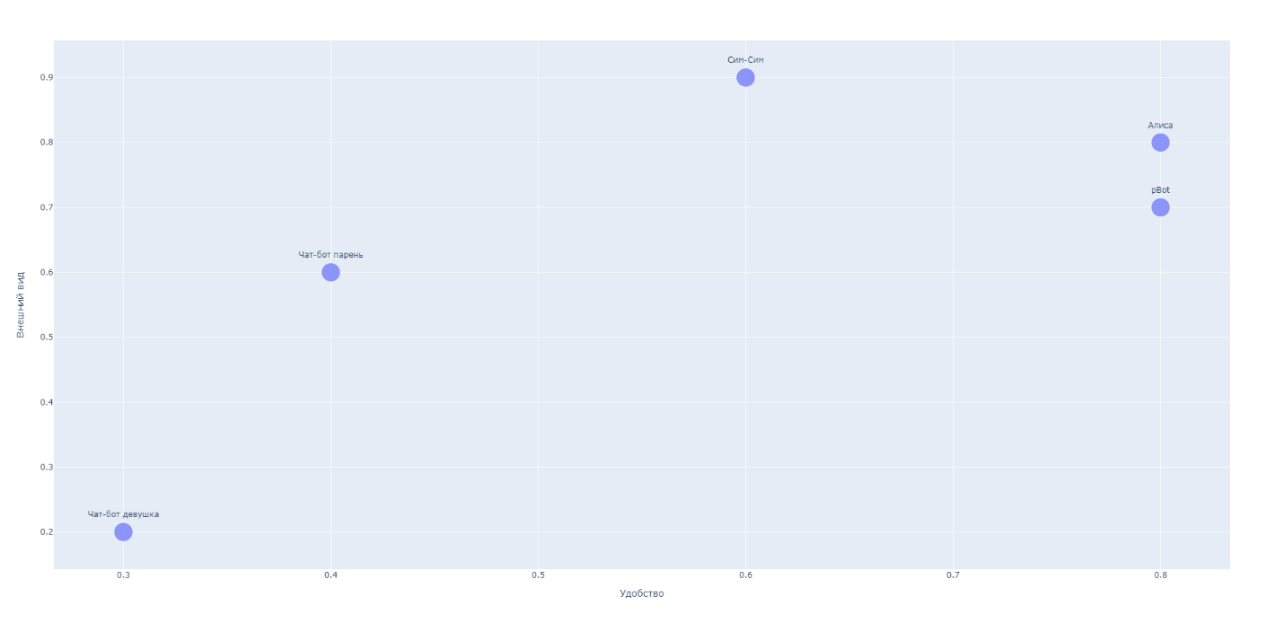 Сим-Сим
0.9
Алиса
0.8
pBot
0.7
Чат-бот парень
0.6
Внешний вид
0.5
0.4
0.3
Чат-бот девушка
0.2
0.3
0.4
0.5
0.6
0.7
0.8
Удобство